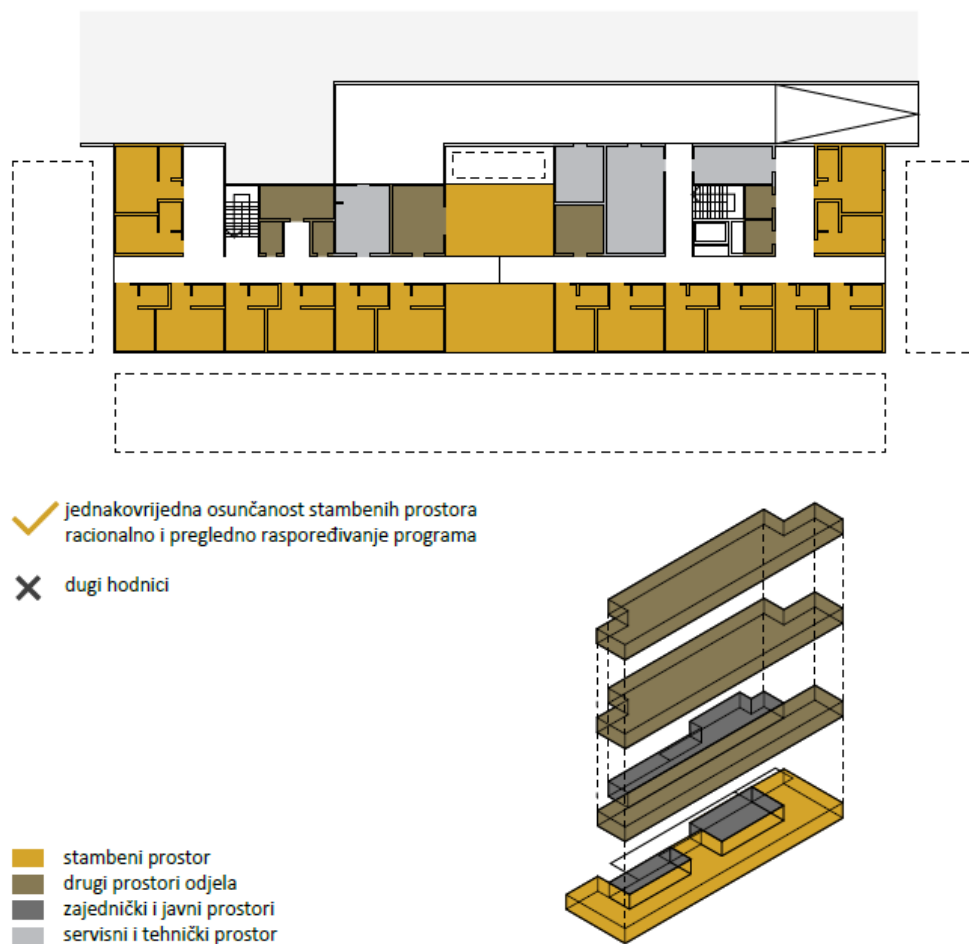 jednakovrijedna osunčanost stambenih prostora
racionalno i pregledno raspoređivanje programa
dugi hodnici
stambeni prostor
drugi prostori odjela
zajednički i javni prostori
servisni i tehnički prostor